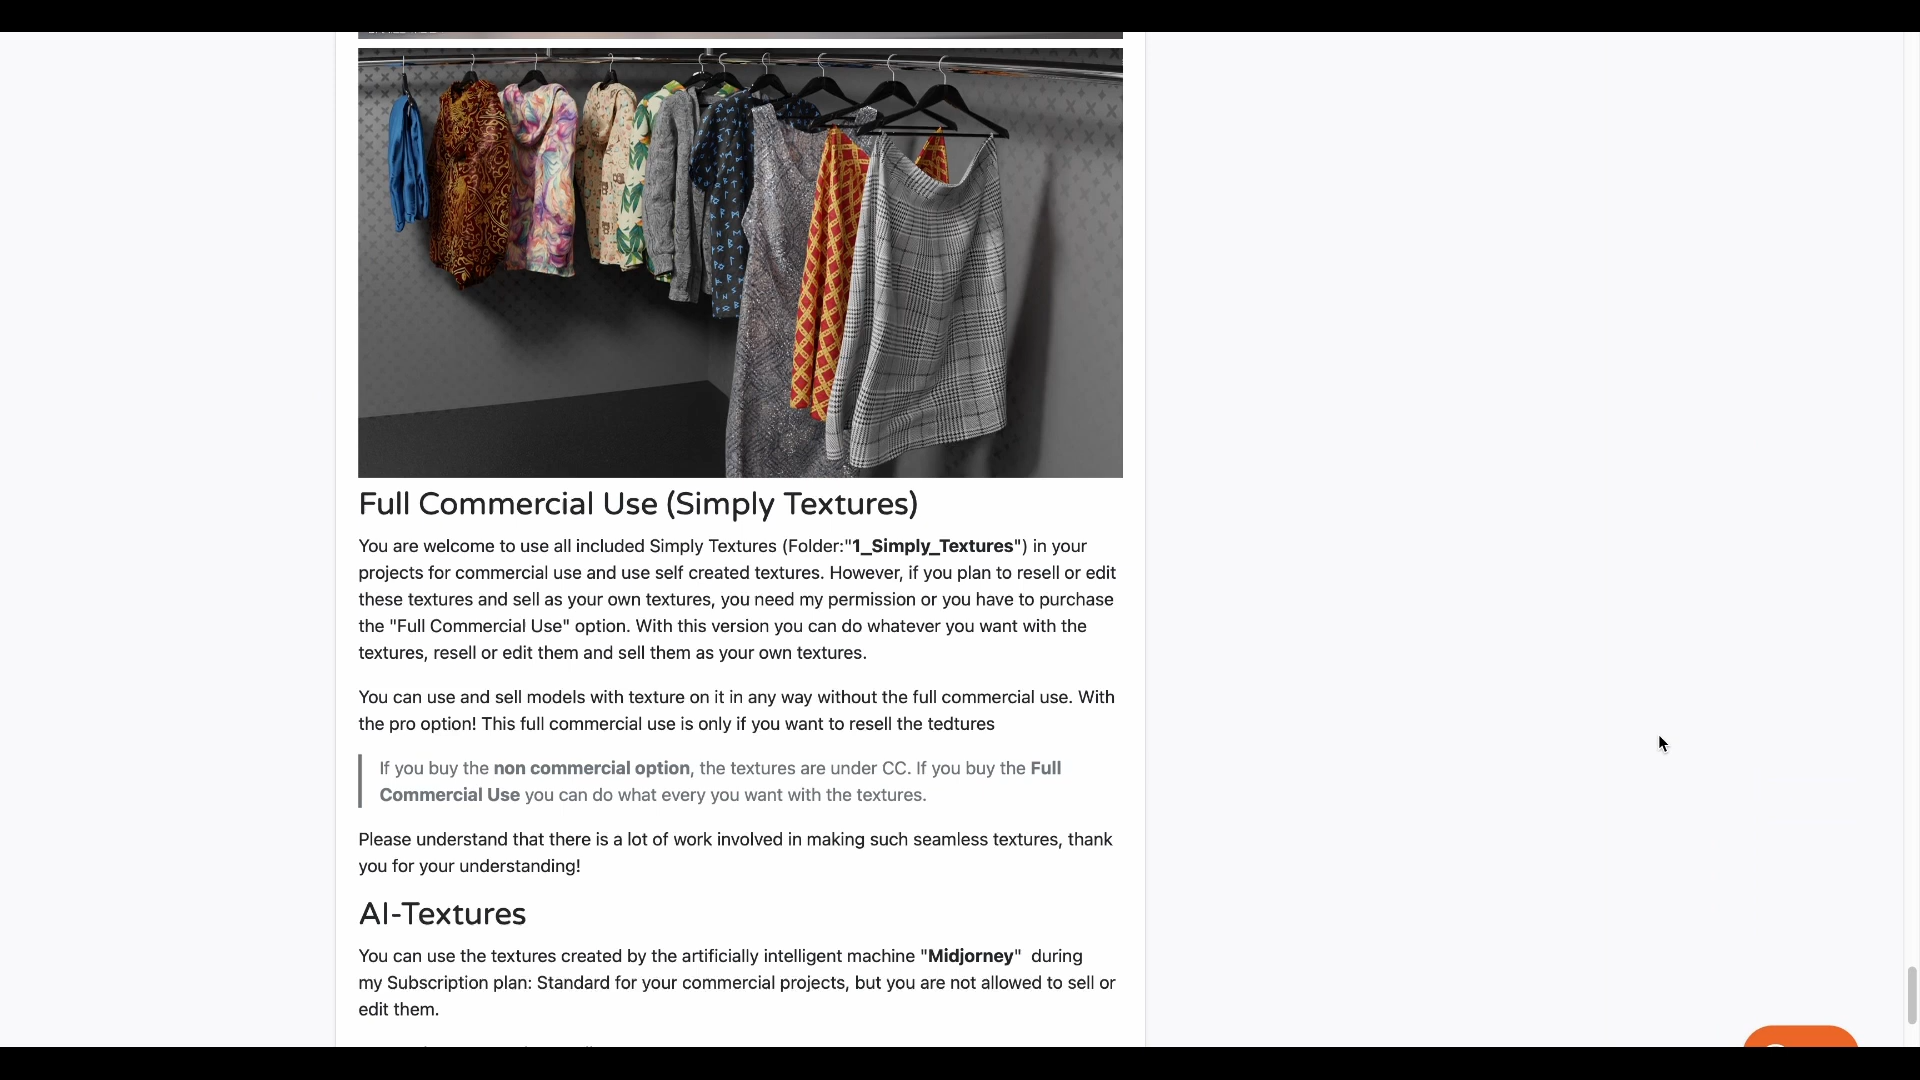 Full Commercial Use (Simply Textures)
You are welcome to use all included Simply Textures (Folder:"1_Simply_Textures") in your
projects for commercial use and use self created textures. However, if you plan to resell or edit
these textures and sell as your own textures, you need my permission or you have to purchase
the "Full Commercial Use" option. With this version you can do whatever you want with the
textures, resell or edit them and sell them as your own textures.
You can use and sell models with texture on it in any way without the full commercial use. With
the pro option! This full commercial use is only if you want to resell the tedtures
If you buy the non commercial option, the textures are under CC. If you buy the Full
Commercial Use you can do what every you want with the textures.
Please understand that there is a lot of work involved in making such seamless textures, thank
you for your understanding!
AI-Textures
You can use the textures created by the artificially intelligent machine "Midjorney"  during
my Subscription plan: Standard for your commercial projects, but you are not allowed to sell or
edit them.